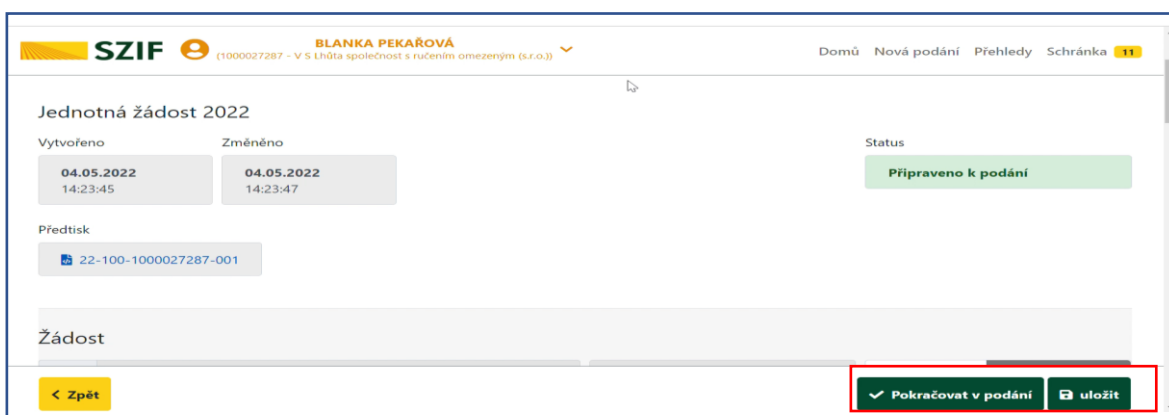 SZIF
BLANKA PEKAŘOVÁ
(1000027287 - V S Lhůta společnost s ručením omezeným (s.r.o.))
Domů Nová podání Přehledy Schránka 11
Jednotná žádost 2022
Vytvořeno Změněno Status
04.05.2022 04.05.2022 Připraveno k podání
14:23:45 14:23:47
Předtisk
22-100-1000027287-001
Žádost
< Zpět Pokračovat v podání uložit